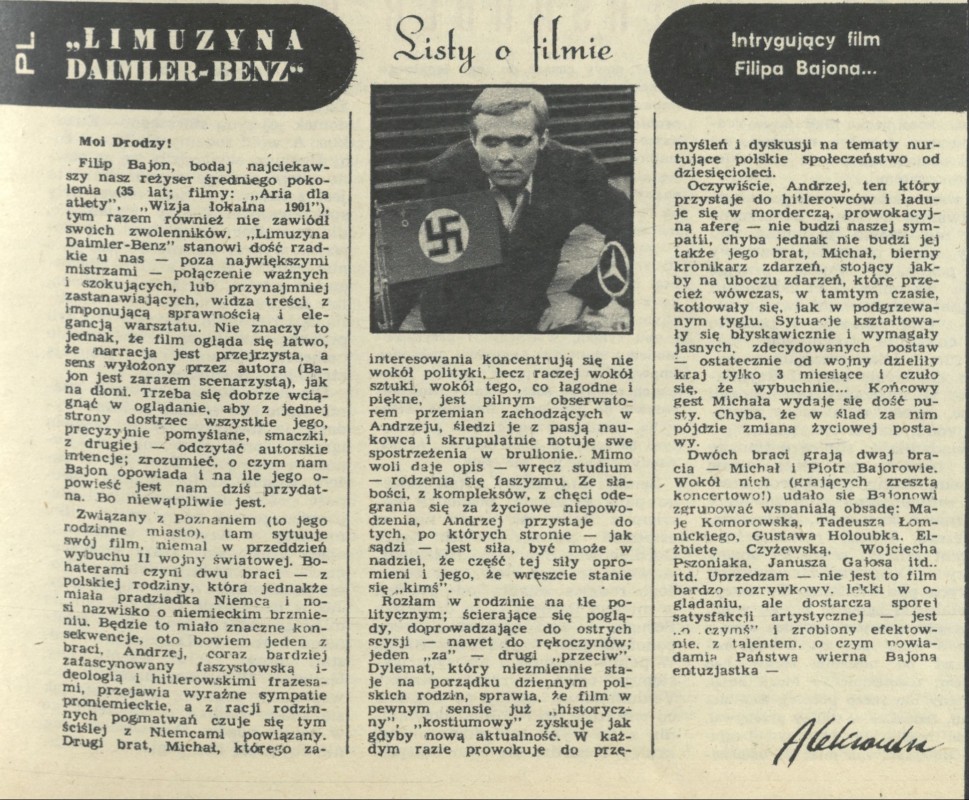 PL
„LIMUZYNA
DAIMLER-BENZ“
Listy o filmie
Intrygujący film
Filipa Bajona...
Moi Drodzy!
Filip Bajon, bodaj najciekaw-
szy nasz reżyser średniego poko-
lenia (35 lat; filmy: „Aria dla
atlety”, „Wizja lokalna 1901”),
tym razem również nie zawiódł
swoich zwolenników. „Limuzyna
Daimler-Benz” stanowi dość rzad-
kie u nas — poza największymi
mistrzami — połączenie ważnych
i szokujących, lub przynajmniej
zastanawiających, widza treści, z
imponującą sprawnością i ele-
gancją warsztatu. Nie znaczy to
jednak, że film ogląda się łatwo,
że narracja jest przejrzysta, a
sens wyłożony przez autora (Ba-
jon jest zarazem scenarzystą), jak
na dłoni. Trzeba się dobrze wcią-
gnąć w oglądanie, aby z jednej
strony dostrzec wszystkie jego,
precyzyjnie pomyślane, smaczki,
z drugiej — odczytać autorskie
intencje; zrozumieć, o czym nam
Bajon opowiada i na ile jego o-
powieść jest nam dziś przydat-
na. Bo niewątpliwie jest.
Związany z Poznaniem (to jego
rodzinne miasto), tam sytuuje
swój film, niemal w przeddzień
wybuchu II wojny światowej. Bo-
haterami czyni dwu braci — z
polskiej rodziny, która jednakże
miała pradziadka Niemca i no-
si nazwisko o niemieckim brzmie-
niu. Będzie to miało znaczne kon-
sekwencje, oto bowiem jeden z
braci, Andrzej, coraz bardziej
zafascynowany faszystowską i-
deologią i hitlerowskimi frazesa-
mi, przejawia wyraźne sympatie
proniemieckie, a z racji rodzin-
nych pogmatwań czuje się tym
ściślej z Niemcami powiązany.
Drugi brat, Michał, którego za-
interesowania koncentrują się nie
wokół polityki, lecz raczej wokół
sztuki, wokół tego, co łagodne i
piękne, jest pilnym obserwato-
rem przemian zachodzących w
Andrzeju, śledzi je z pasją nau-
kowca i skrupulatnie notuje swe
spostrzeżenia w brulionie. Mimo
woli daje opis — wręcz studium
— rodzenia się faszyzmu. Ze sła-
bości, z kompleksów, z chęci ode-
grania się za życiowe niepowo-
dzenia, Andrzej przystaje do
tych, po których stronie — jak
sądzi — jest siła, być może w
nadziei, że część tej siły opro-
mieni i jego, że wreszcie stanie
się „kimś”.
Rozłam w rodzinie na tle po-
litycznym; ścierające się poglą-
dy, doprowadzające do ostrych
scysji — nawet do rękoczynów;
jeden „za” — drugi „przeciw”.
Dylemat, który niezmiennie sta-
je na porządku dziennym pol-
skich rodzin, sprawia, że film w
pewnym sensie już „historycz-
ny”, „kostiumowy” zyskuje jak
gdyby nową aktualność. W każ-
dym razie prowokuje do prze-
myśleń i dyskusji na tematy nur-
tujące polskie społeczeństwo od
dziesięcioleci.
Oczywiście, Andrzej, ten który
przystaje do hitlerowców i ładu-
je się w morderczą, prowokacyj-
ną aferę — nie budzi naszej sym-
patii, chyba jednak nie budzi jej
także jego brat, Michał, bierny
kronikarz zdarzeń, stojący jak-
by na uboczu zdarzeń, które prze-
cież wówczas, w tamtym czasie,
kotłowały się, jak w podgrzewa-
nym tyglu. Sytuacje kształtowa-
ły się błyskawicznie i wymagały
jasnych, zdecydowanych postaw
— ostatecznie od wojny dzieliły
kraj tylko 3 miesiące i czuło
się, że wybuchnie... Końcowy
gest Michała wydaje się dość pu-
sty. Chyba, że w ślad za nim
pójdzie zmiana życiowej posta-
wy.
Dwóch braci grają dwaj bra-
cia — Michał i Piotr Bajorowie.
Wokół nich (grających zresztą
koncertowo!) udało sie Bajonowi
zgrupować wspaniałą obsadę: Ma-
ję Komorowską, Tadeusza Łom-
nickiego, Gustawa Holoubka, El-
żbietę Czyżewską, Wojciecha
Pszoniaka, Janusza Gajosa itd..
itd. Uprzedzam — nie jest to film
bardzo rozrywkowy, lekki w o-
glądaniu, ale dostarcza sporej
satysfakcji artystycznej — jest
„o czymś” i zrobiony efektow-
nie, z talentem, o czym powia-
damia Państwa wierna Bajona
entuzjastka —
Aleksandra